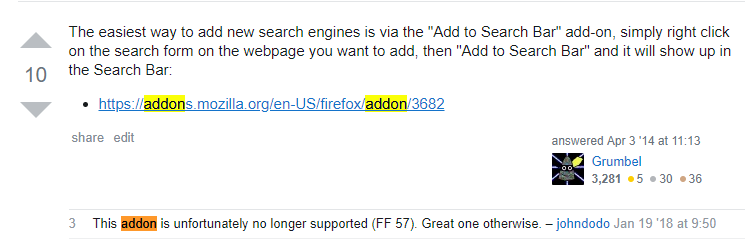 The easiest way to add new search engines is via the "Add to Search Bar" add-on, simply right click
on the search form on the webpage you want to add, then "Add to Search Bar" and it will show up in
the Search Bar:
10
• https://addons.mozilla.org/en-US/firefox/addon/3682
share edit
answered Apr 3 '14 at 11:13
Grumbel
3,281 ●5 ●30 ●36
3 This addon is unfortunately no longer supported (FF 57). Great one otherwise. – johndodo Jan 19 '18 at 9:50